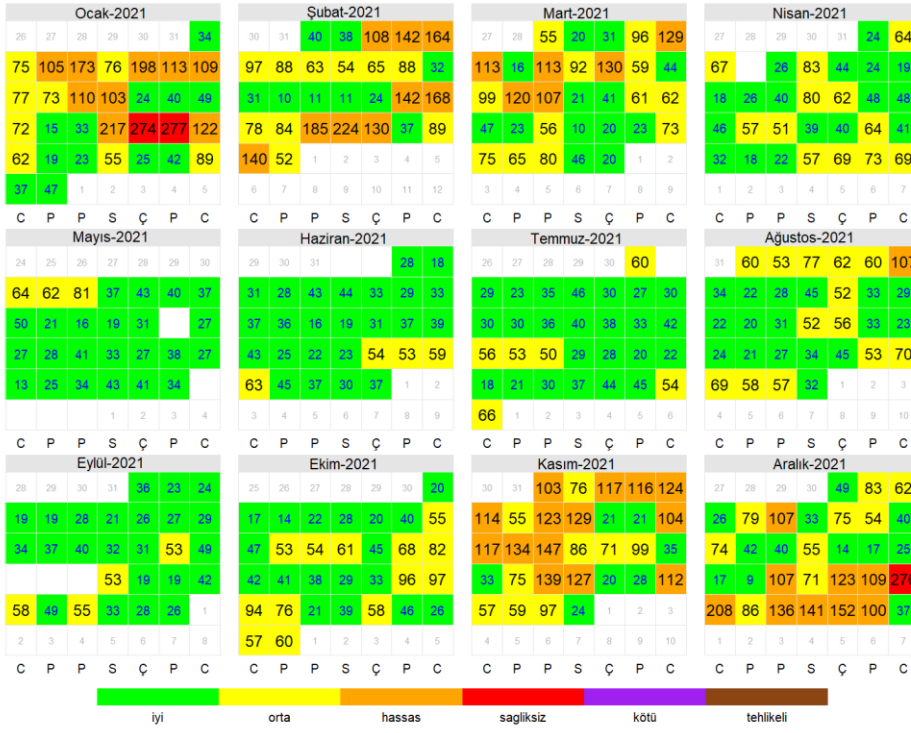 Ocak-2021
26 27 28 29 30 31 34
75 105 173 76 198 113 109
77 73 110 103 24 40 49
72 15 33 217 274 277 122
62 19 23 55 25 42 89
37 47 1 2 3 4 5
C P P S Ç P C
Şubat-2021
30 31 40 38 108 142 164
97 88 63 54 65 88 32
31 10 11 11 24 142 168
78 84 185 224 130 37 89
140 52 1 2 3 4 5
6 7 8 9 10 11 12
C P P S Ç P C
Mart-2021
27 28 55 20 31 96 129
113 16 113 92 130 59 44
99 120 107 21 41 61 62
47 23 56 10 20 23 73
75 65 80 46 20 1 2
3 4 5 6 7 8 9
C P P S Ç P C
Nisan-2021
27 28 29 30 31 24 64
67 26 83 44 24 19
18 26 40 80 62 48 48
46 57 51 39 40 64 41
32 18 22 57 69 73 69
1 2 3 4 5 6 7
C P P S Ç P C
Mayıs-2021
24 25 26 27 28 29 30
64 62 81 37 43 40 37
50 21 16 19 31 27
27 28 41 33 27 38 27
13 25 34 43 41 34
1 2 3 4
C P P S Ç P C
Haziran-2021
29 30 31 28 18
31 28 43 44 33 29 33
37 36 16 19 31 37 39
43 25 22 23 54 53 59
63 45 37 30 37 1 2
3 4 5 6 7 8 9
C P P S Ç P C
Temmuz-2021
26 27 28 29 30 60
29 23 35 46 30 27 30
30 30 36 40 38 33 42
56 53 50 29 28 20 22
18 21 30 37 44 45 54
66 1 2 3 4 5 6
C P P S Ç P C
Ağustos-2021
31 60 53 77 62 60 107
34 22 28 45 52 33 29
22 20 31 52 56 33 23
24 21 27 34 45 53 70
69 58 57 32 1 2 3
4 5 6 7 8 9 10
C P P S Ç P C
Eylül-2021
28 29 30 31 36 23 24
19 19 28 21 26 27 29
34 37 40 32 31 53 49
53 19 19 42
58 49 55 33 28 26 1
2 3 4 5 6 7 8
C P P S Ç P C
Ekim-2021
25 26 27 28 29 30 20
17 14 22 28 20 40 55
47 53 54 61 45 68 82
42 41 38 29 33 96 97
94 76 21 39 58 46 26
57 60 1 2 3 4 5
C P P S Ç P C
Kasım-2021
30 31 103 76 117 116 124
114 55 123 129 21 21 104
117 134 147 86 71 99 35
33 75 139 127 20 28 112
57 59 97 24 1 2 3
4 5 6 7 8 9 10
C P P S Ç P C
Aralık-2021
27 28 29 30 49 83 62
26 79 107 33 75 54 40
74 42 40 55 14 17 25
17 9 107 71 123 109
208 86 136 141 152 100 37
1 2 3 4 5 6 7
C P P S Ç P C
iyi orta hassas sagliksiz kötü tehlikeli